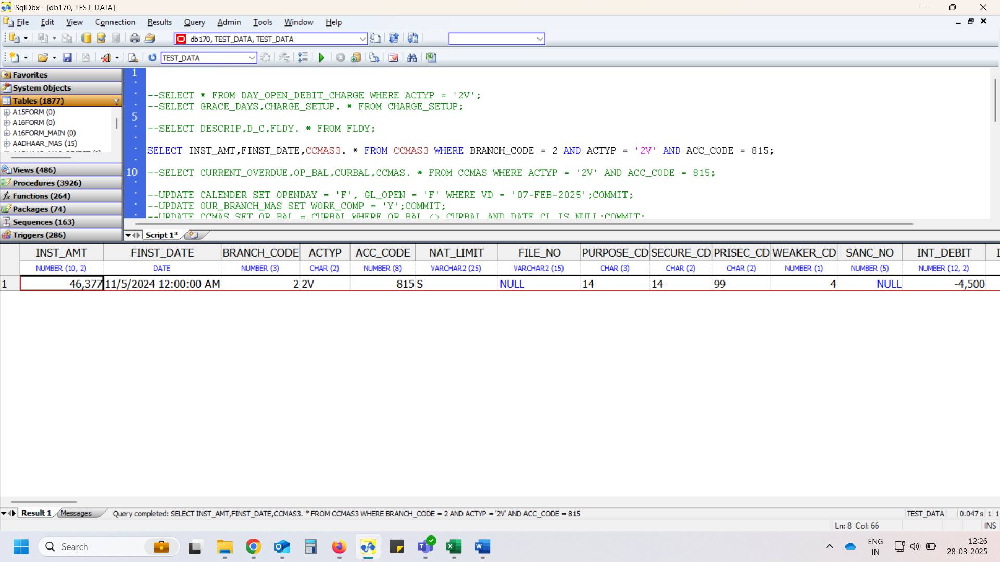 SqlDbx - [db170, TEST_DATA]
File Edit View Connection Results Query Admin Tools Window Help
db170, TEST_DATA, TEST_DATA
TEST_DATA
Favorites
System Objects
Tables (1877)
A15FORM (0)
A16FORM (0)
A16FORM_MAIN (0)
AADHAAR_MAS (15)
Views (486)
Procedures (3926)
Functions (264)
Packages (74)
Sequences (163)
Triggers (286)
1
--SELECT * FROM DAY_OPEN_DEBIT_CHARGE WHERE ACTYP = '2V';
--SELECT GRACE_DAYS,CHARGE_SETUP. * FROM CHARGE_SETUP;
5
--SELECT DESCRIP,D_C,FLDY. * FROM FLDY;
SELECT INST_AMT,FINST_DATE,CCMAS3. * FROM CCMAS3 WHERE BRANCH_CODE = 2 AND ACTYP = '2V' AND ACC_CODE = 815;
10 --SELECT CURRENT_OVERDUE,OP_BAL,CURBAL,CCMAS. * FROM CCMAS WHERE ACTYP = '2V' AND ACC_CODE = 815;
--UPDATE CALENDER SET OPENDAY = 'F', GL_OPEN = 'F' WHERE VD = '07-FEB-2025';COMMIT;
--UPDATE OUR_BRANCH_MAS SET WORK_COMP = 'Y';COMMIT;
--UPDATE CCMAS SET OP_BAL = CURBAL WHERE OP_BAL <> CURBAL AND DATE_CL IS NULL;COMMIT;
Script 1*
INST_AMT FINST_DATE BRANCH_CODE ACTYP ACC_CODE NAT_LIMIT FILE_NO PURPOSE_CD SECURE_CD PRISEC_CD WEAKER_CD SANC_NO INT_DEBIT
NUMBER (10, 2) DATE NUMBER (3) CHAR (2) NUMBER (8) VARCHAR2 (25) VARCHAR2 (15) CHAR (3) CHAR (2) CHAR (2) NUMBER (1) NUMBER (5) NUMBER (12, 2)
1 46,377 11/5/2024 12:00:00 AM 2 2V 815 S NULL 14 14 99 4 NULL -4,500
Result 1 Messages Query completed: SELECT INST_AMT,FINST_DATE,CCMAS3. * FROM CCMAS3 WHERE BRANCH_CODE = 2 AND ACTYP = '2V' AND ACC_CODE = 815 TEST_DATA 0.047 s 1 1
Ln: 8 Col: 66 INS
Search
ENG
IN
12:26
28-03-2025